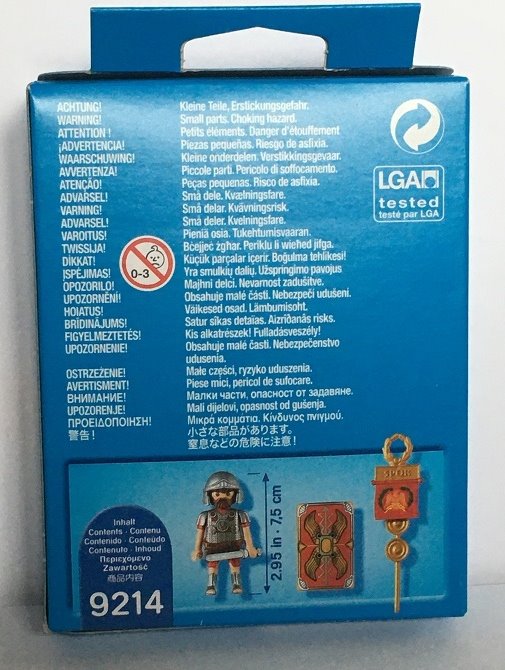 ACHTUNG! Kleine Teile, Erstickungsgefahr.
WARNING! Small parts. Choking hazard.
ATTENTION ! Petits éléments. Danger d'étouffement
¡ADVERTENCIA! Piezas pequeñas. Riesgo de asfixia.
WAARSCHUWING! Kleine onderdelen. Verstikkingsgevaar.
AVVERTENZA! Piccole parti. Pericolo di soffocamento.
ATENÇÃO! Peças pequenas. Risco de asfixia.
ADVARSEL! Små dele. Kvælningsfare.
VARNING! Små delar. Kvävningsrisk.
ADVARSEL! Små deler. Kvelningsfare.
VAROITUS! Pieniä osia. Tukehtumisvaaran.
TWISSIJA! Bċejjeċ żgħar. Periklu li wieħed jifga.
DİKKAT! Küçük parçalar içerir. Boğulma tehlikesi!
ĮSPĖJIMAS! Yra smulkių dalių. Užspringimo pavojus
OPOZORILO! Majhni delci. Nevarnost zadušitve.
UPOZORNĚNÍ! Obsahuje malé části. Nebezpečí udušení.
HOIATUS! Väikesed osad. Lämbumisoht.
BRĪDINĀJUMS! Satur sīkas detaļas. Aizrīšanās risks.
FIGYELMEZTETÉS! Kis alkatrészek! Fulladásveszély!
UPOZORNENIE! Obsahuje malé části. Nebezpečenstvo
udusenia.
OSTRZEŻENIE! Małe części, ryzyko uduszenia.
AVERTISMENT! Piese mici, pericol de sufocare.
ВНИМАНИЕ! Малки части, опасност от задавяне.
UPOZORENJE! Mali dijelovi, opasnost od gušenja.
ΠΡΟΕΙΔΟΠΟΙΗΣΗ! Μικρά κομμάτια. Κίνδυνος πνιγμού.
警告! 小さな部品があります。
窒息などの危険に注意!
0-3
LGA
tested
testé par LGA
Inhalt
Contents · Contenu
Contenido · Conteúdo
Contenuto · Inhoud
Περιεχόμενο
Zawartość
商品内容
9214
2.95 in · 7,5 cm
SPQR